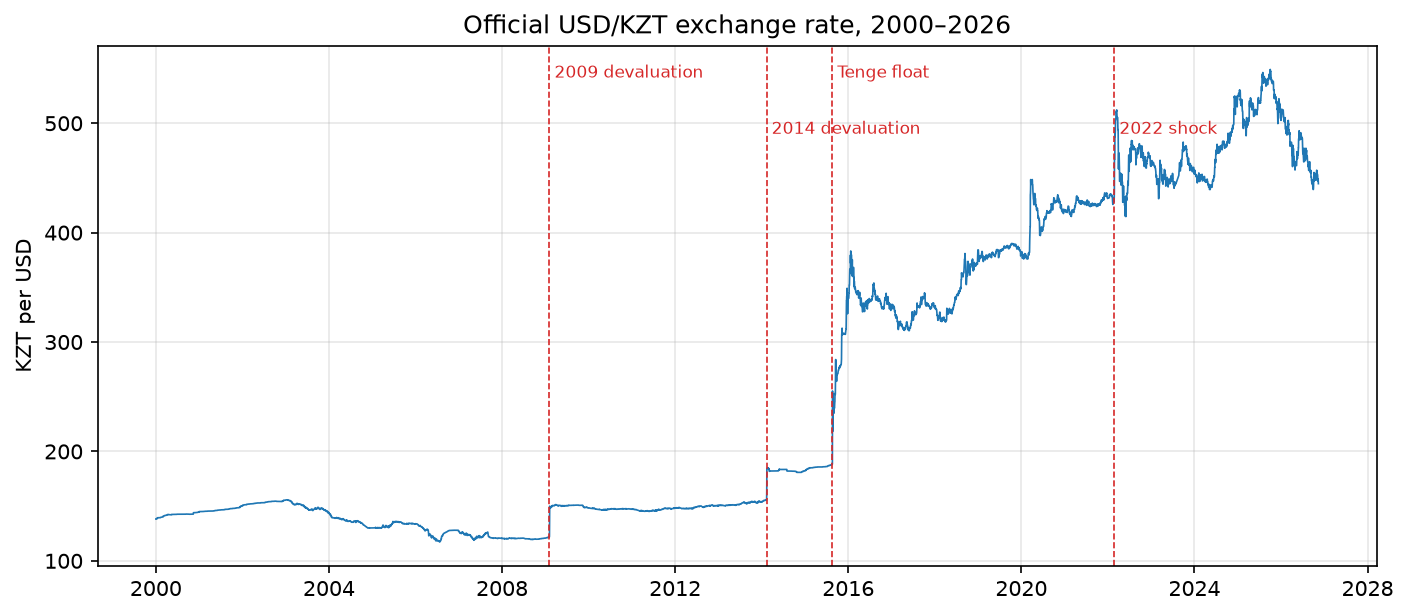 Official USD/KZT exchange rate, 2000–2026
2009 devaluation
Tenge float
2014 devaluation
2022 shock
KZT per USD
500
400
300
200
100
2000
2004
2008
2012
2016
2020
2024
2028